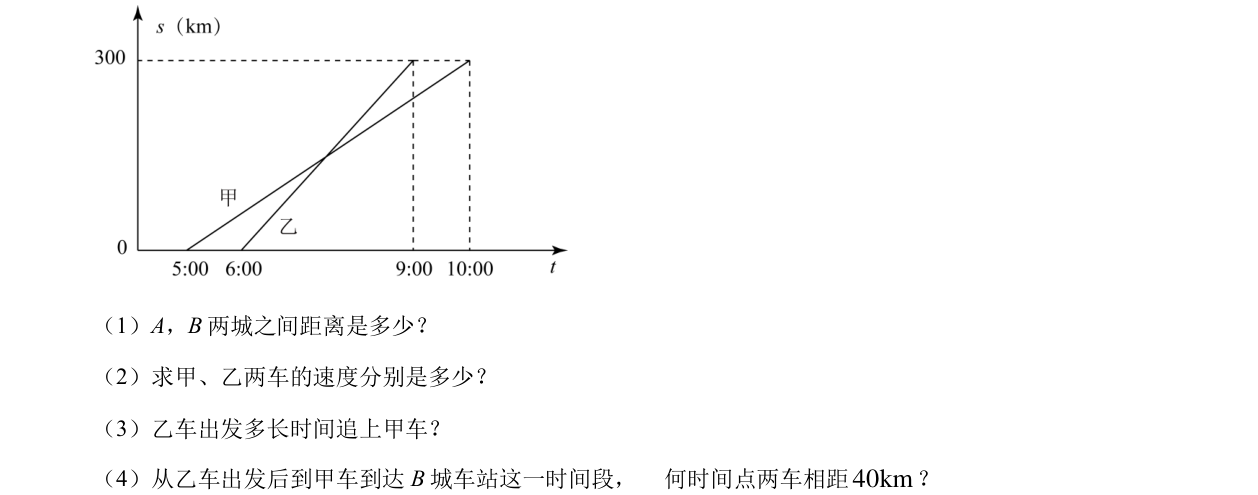 s（km）
300
甲
乙
0
5:00 6:00 9:00 10:00 t
（1）A，B 两城之间距离是多少？
（2）求甲、乙两车的速度分别是多少？
（3）乙车出发多长时间追上甲车？
（4）从乙车出发后到甲车到达 B 城车站这一时间段， 何时间点两车相距 40km？